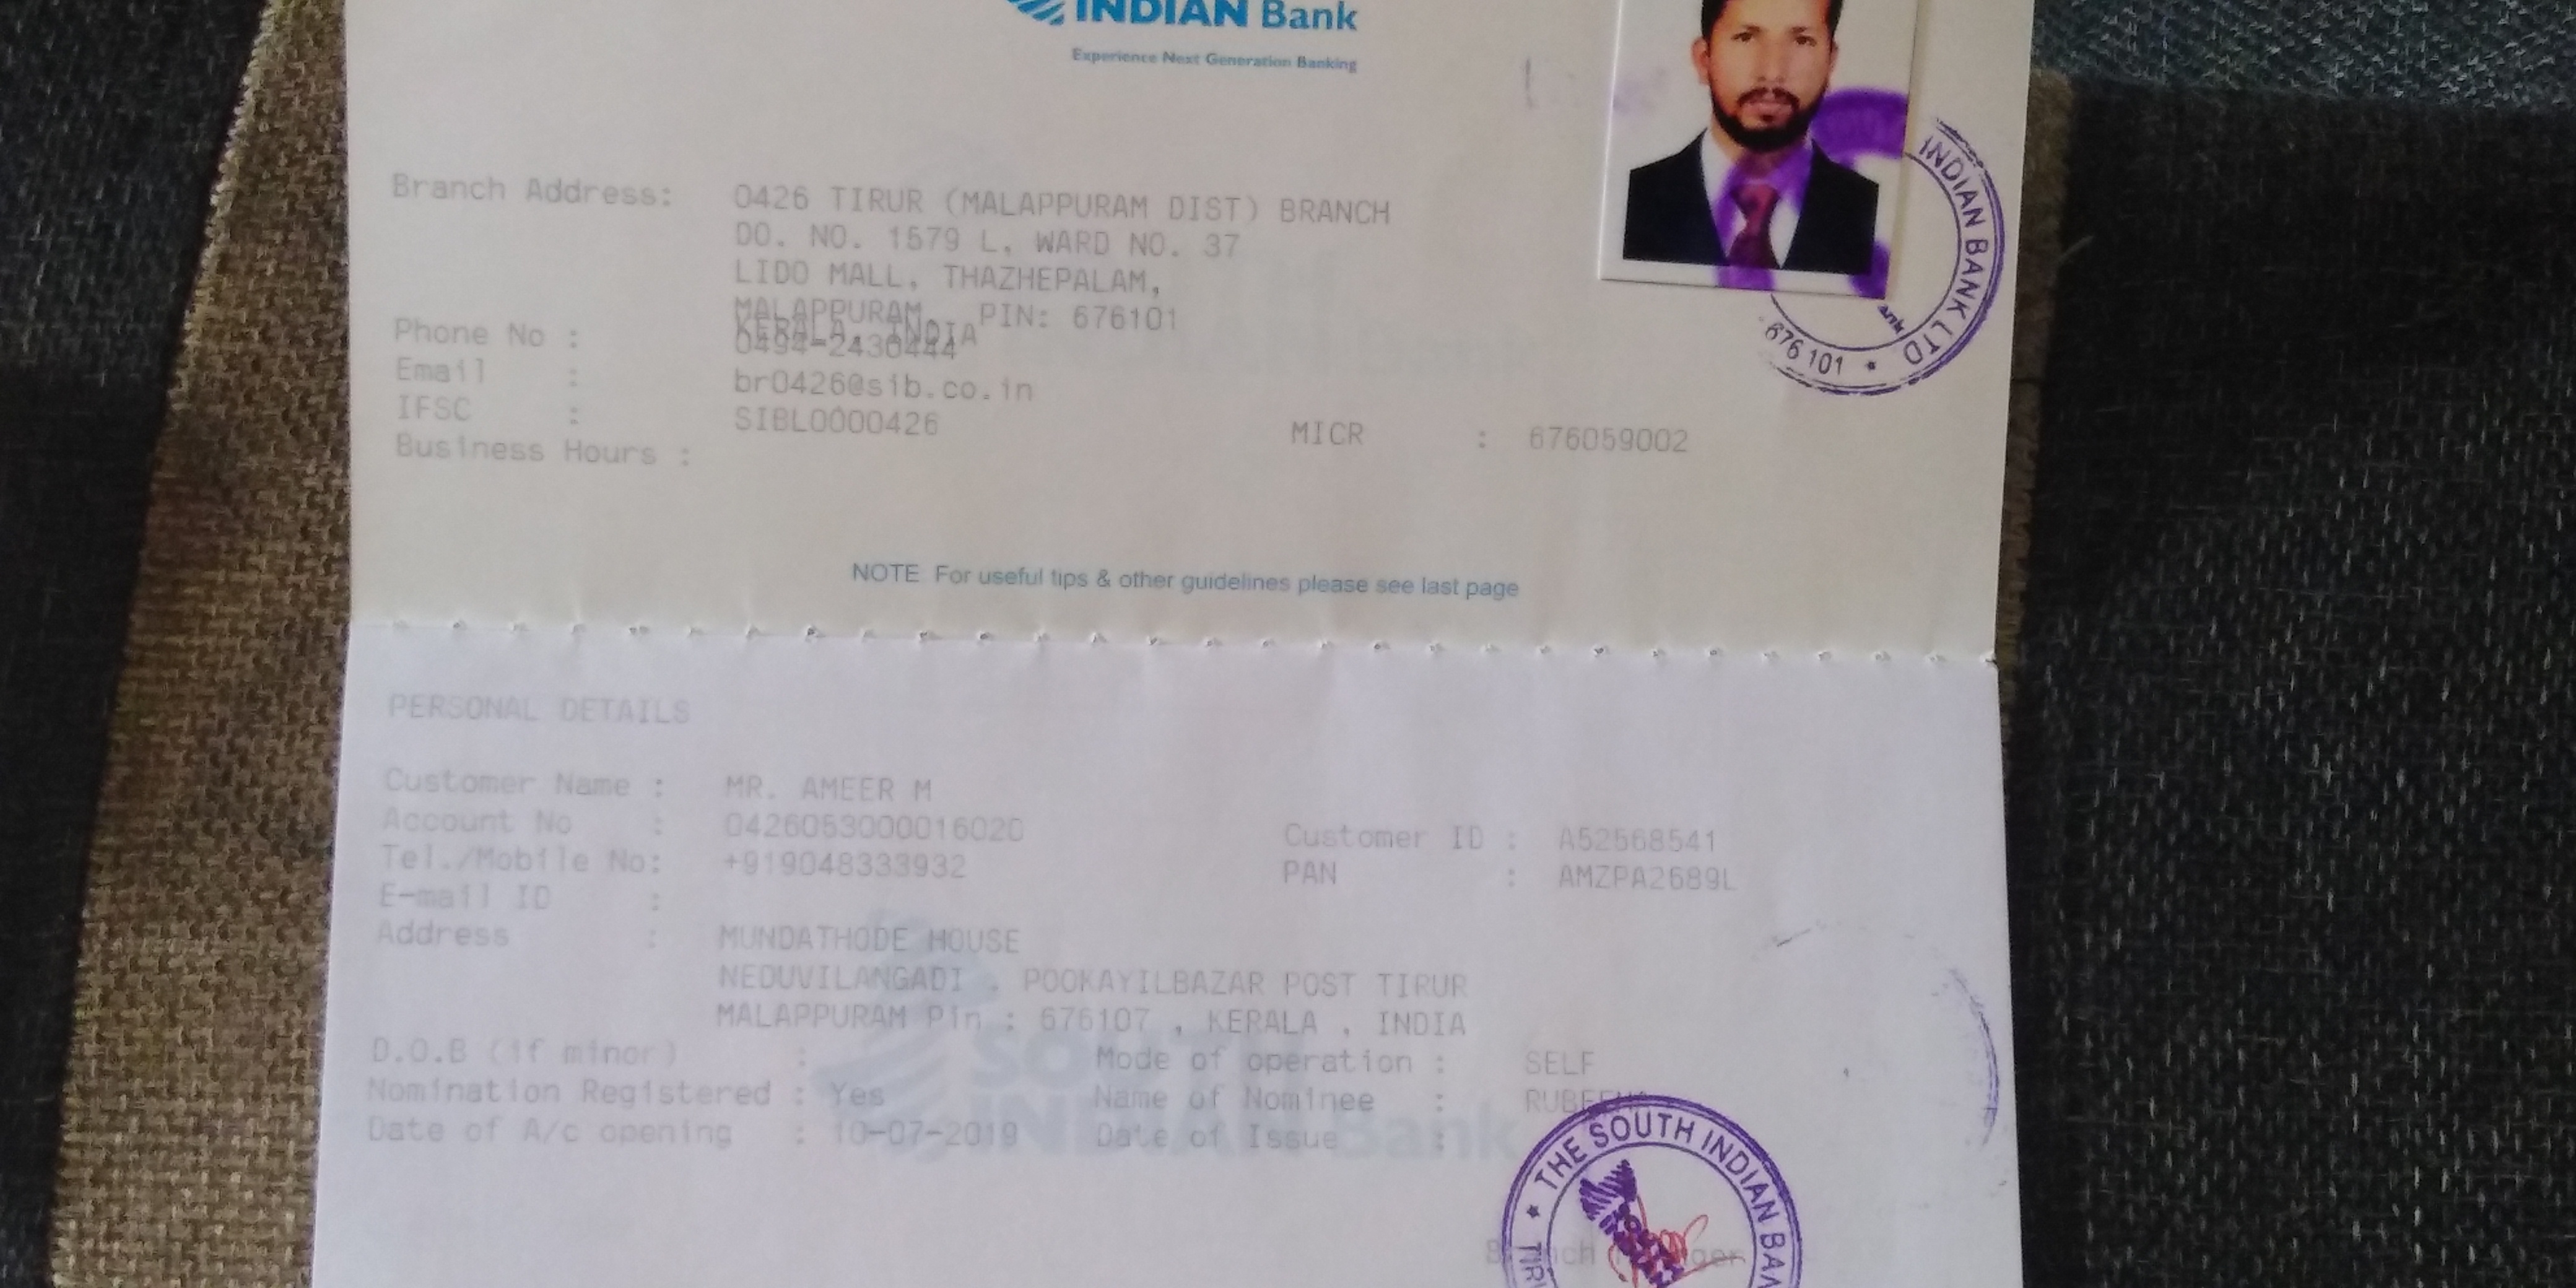 INDIAN Bank
Experience Next Generation Banking
Branch Address: 0426 TIRUR (MALAPPURAM DIST) BRANCH
DO. NO. 1579 L, WARD NO. 37
LIDO MALL, THAZHEPALAM,
MALAPPURAM, PIN: 676101
KERALA, INDIA
Phone No : 0494-2430444
Email : br0426@sib.co.in
IFSC : SIBL0000426 MICR : 676059002
Business Hours :
INDIAN BANK LTD
676 101 *
NOTE For useful tips & other guidelines please see last page
PERSONAL DETAILS
Customer Name : MR. AMEER M
Account No : 0426053000016020 Customer ID : A52568541
Tel./Mobile No: +919048333932 PAN : AMZPA2689L
E-mail ID :
Address : MUNDATHODE HOUSE
NEDUVILANGADI , POOKAYILBAZAR POST TIRUR
MALAPPURAM Pin : 676107 , KERALA , INDIA
D.O.B (if minor) : Mode of operation : SELF
Nomination Registered : Yes Name of Nominee :
Date of A/c opening : 10-07-2019 Date of Issue :
SOUTH
INDIAN Bank
* THE SOUTH INDIAN